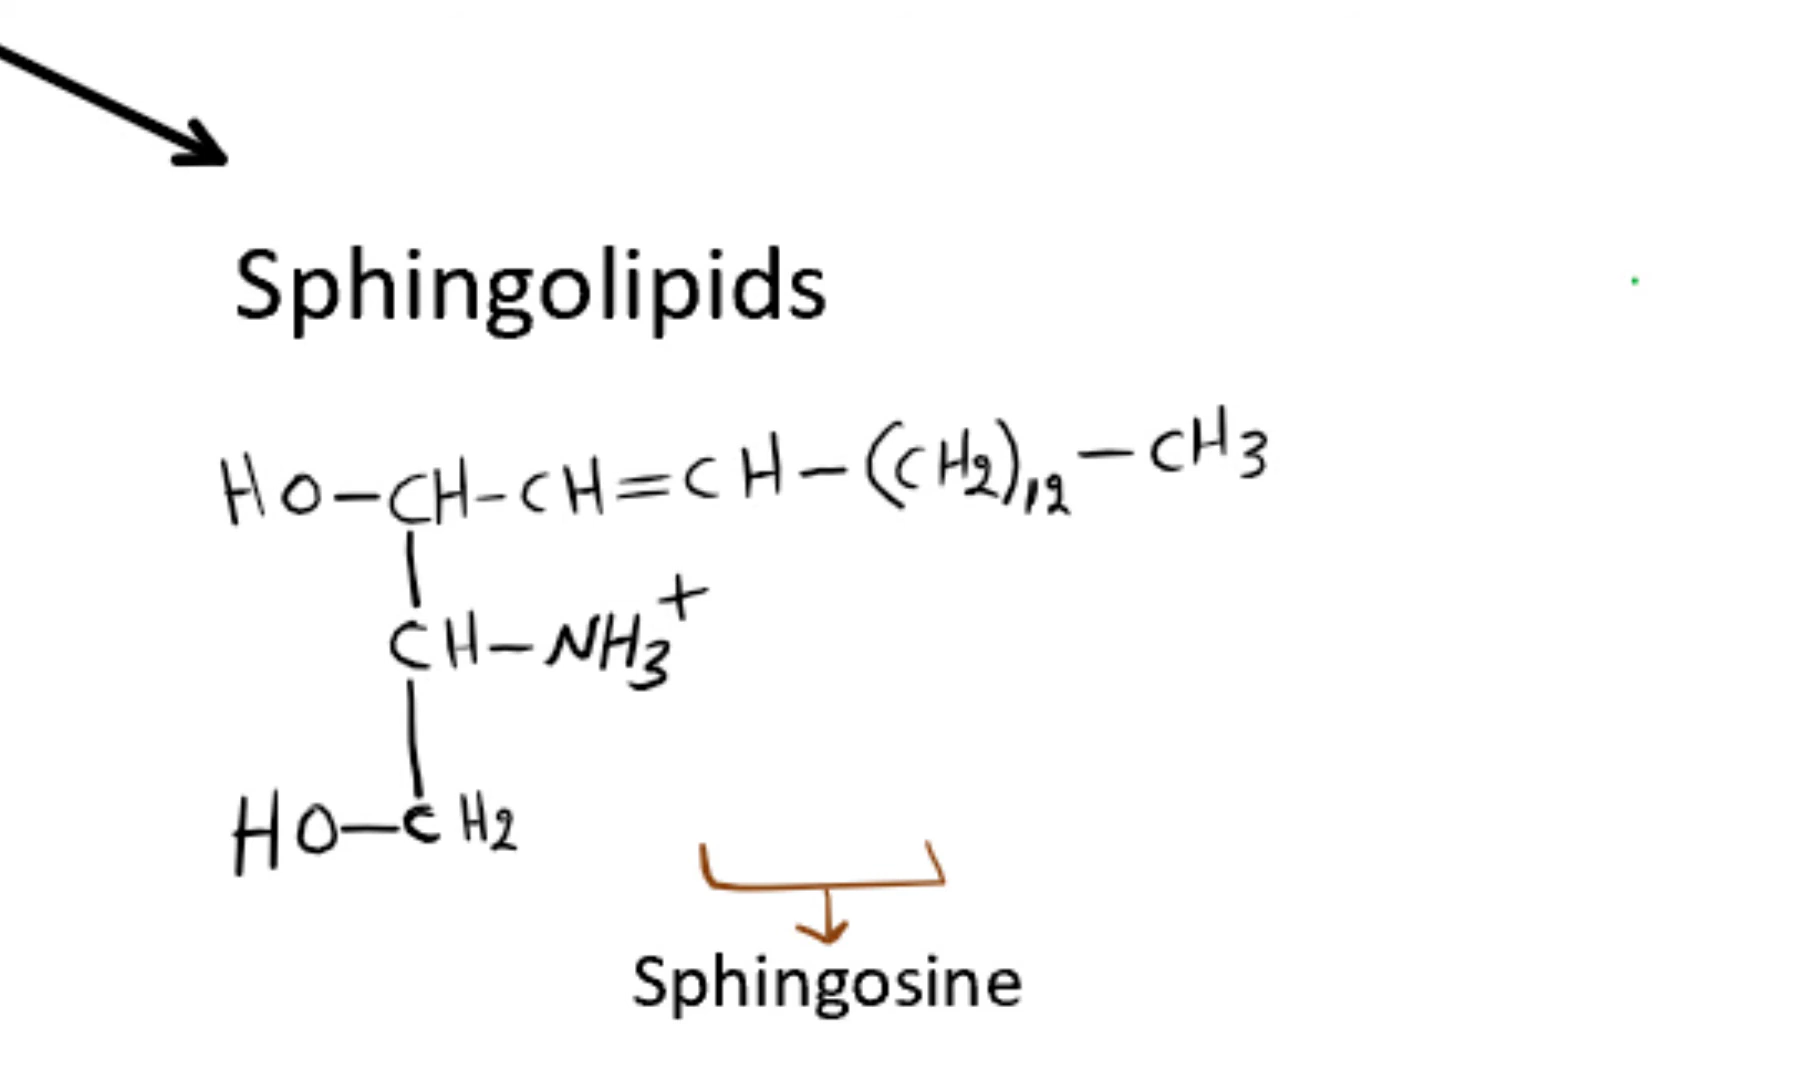 Sphingolipids
HO-CH-CH=CH-(CH2)12-CH3
CH-NH3+
HO-CH2
Sphingosine